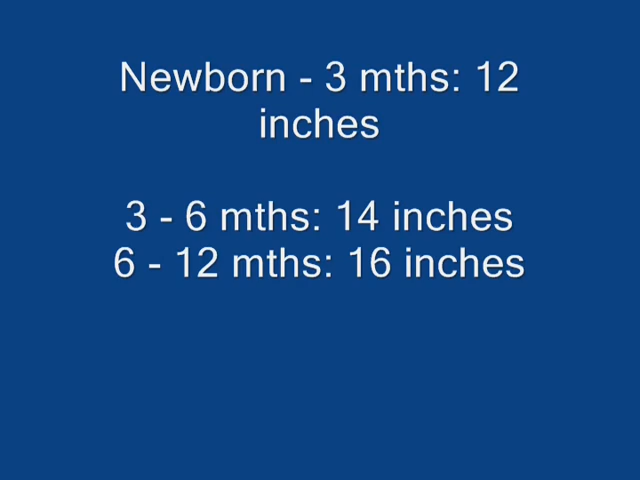 Newborn - 3 mths: 12
inches
3 - 6 mths: 14 inches
6 - 12 mths: 16 inches